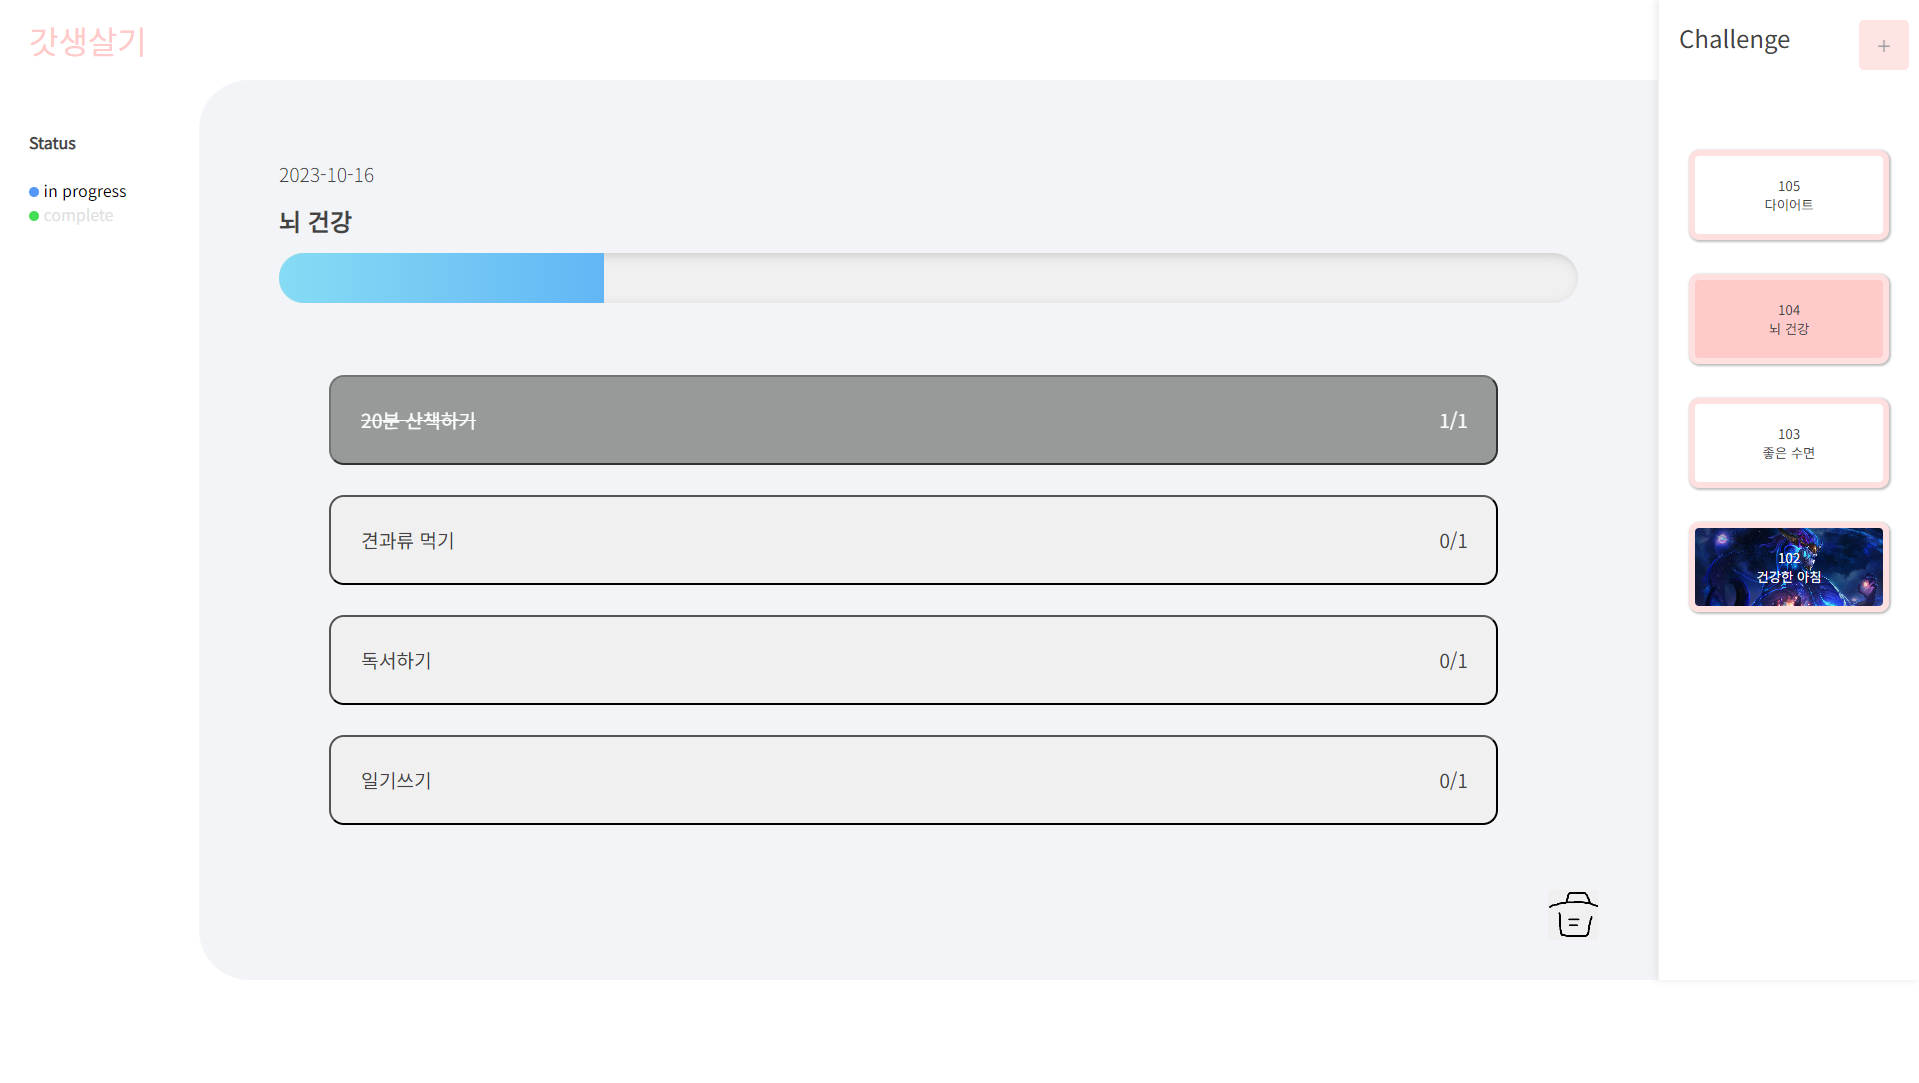 갓생살기
Status
in progress
complete
2023-10-16
뇌 건강
20분 산책하기 1/1
견과류 먹기 0/1
독서하기 0/1
일기쓰기 0/1
Challenge +
105
다이어트
104
뇌 건강
103
좋은 수면
102
건강한 아침